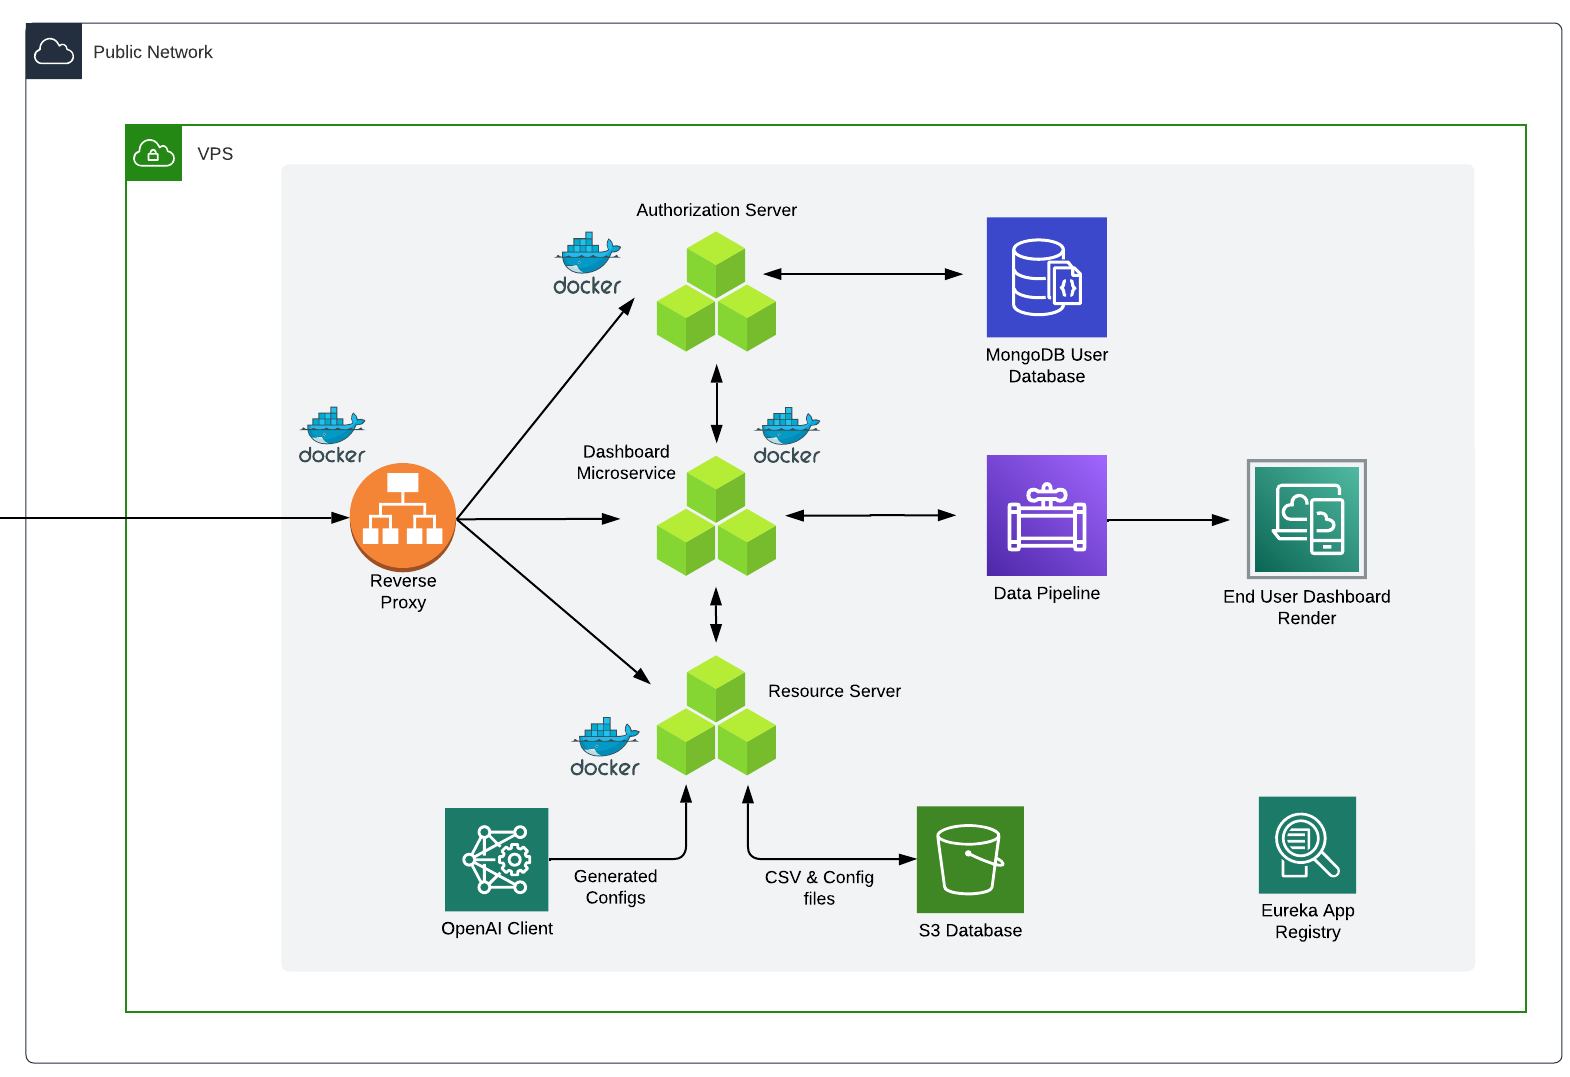 Public Network
VPS
Authorization Server
docker
MongoDB User
Database
docker
Dashboard
Microservice
docker
Reverse
Proxy
Data Pipeline
End User Dashboard
Render
Resource Server
docker
Generated
Configs
OpenAI Client
CSV & Config
files
S3 Database
Eureka App
Registry